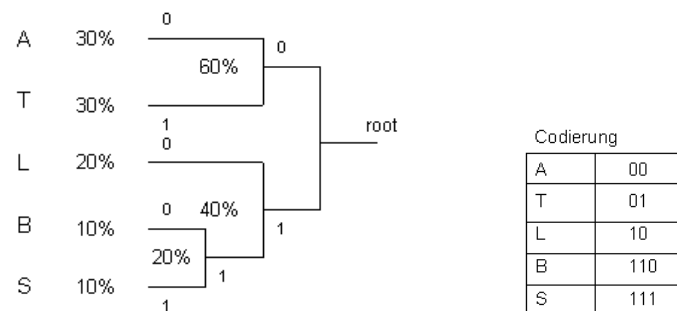 0
A 30% 0
60%
T 30%
1 root
0
L 20%
Codierung
A 00
T 01
L 10
B 110
S 111
0 40%
B 10% 1
20%
1
S 10%
1